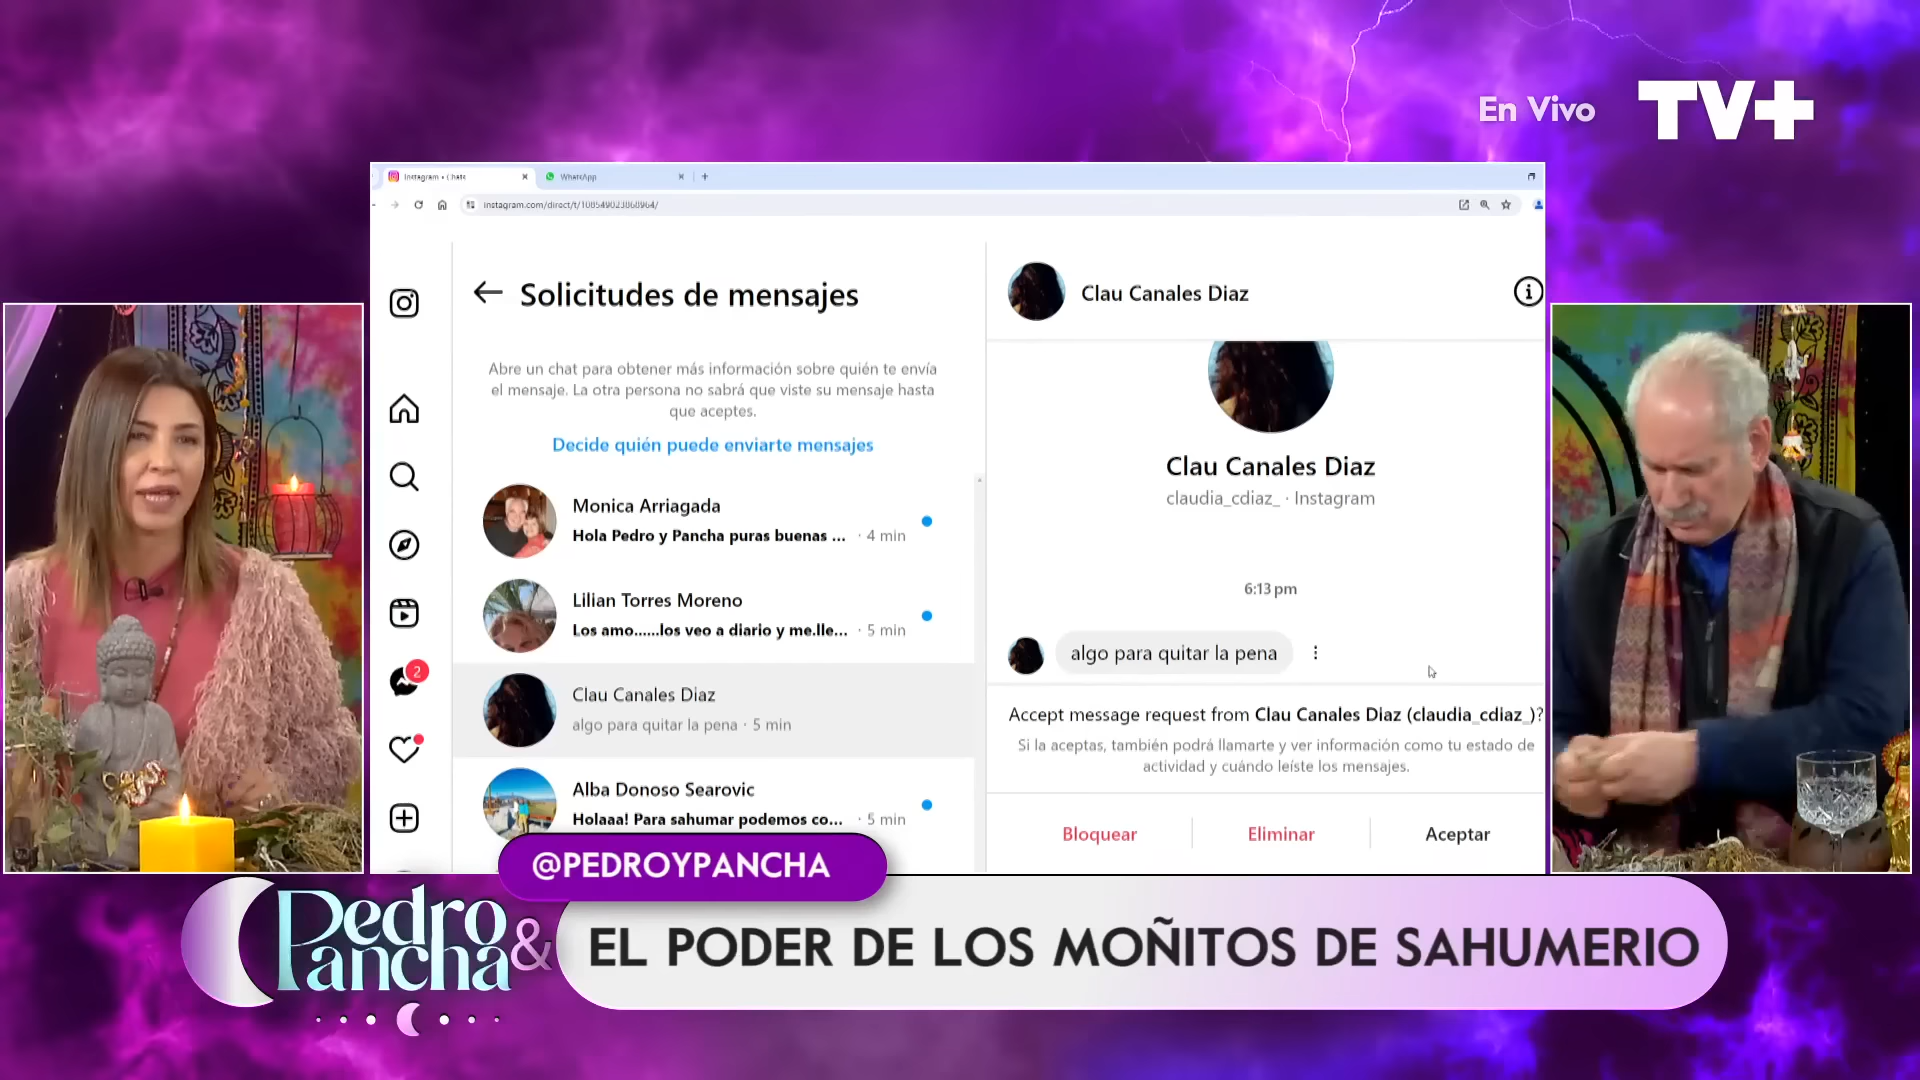 En Vivo
TV+
Instagram • Chats
WhatsApp
Solicitudes de mensajes
Abre un chat para obtener más información sobre quién te envía
el mensaje. La otra persona no sabrá que viste su mensaje hasta
que aceptes.
Decide quién puede enviarte mensajes
Monica Arriagada
Hola Pedro y Pancha puras buenas ... · 4 min
Lilian Torres Moreno
Los amo......los veo a diario y me.lle... · 5 min
Clau Canales Diaz
algo para quitar la pena · 5 min
Alba Donoso Searovic
Holaaa! Para sahumar podemos co... · 5 min
2
Clau Canales Diaz
Clau Canales Diaz
claudia_cdiaz_ · Instagram
6:13 pm
algo para quitar la pena
Accept message request from Clau Canales Diaz (claudia_cdiaz_)?
Si la aceptas, también podrá llamarte y ver información como tu estado de
actividad y cuándo leíste los mensajes.
Bloquear
Eliminar
Aceptar
@PEDROYPANCHA
Pedro &
Pancha
EL PODER DE LOS MOÑITOS DE SAHUMERIO